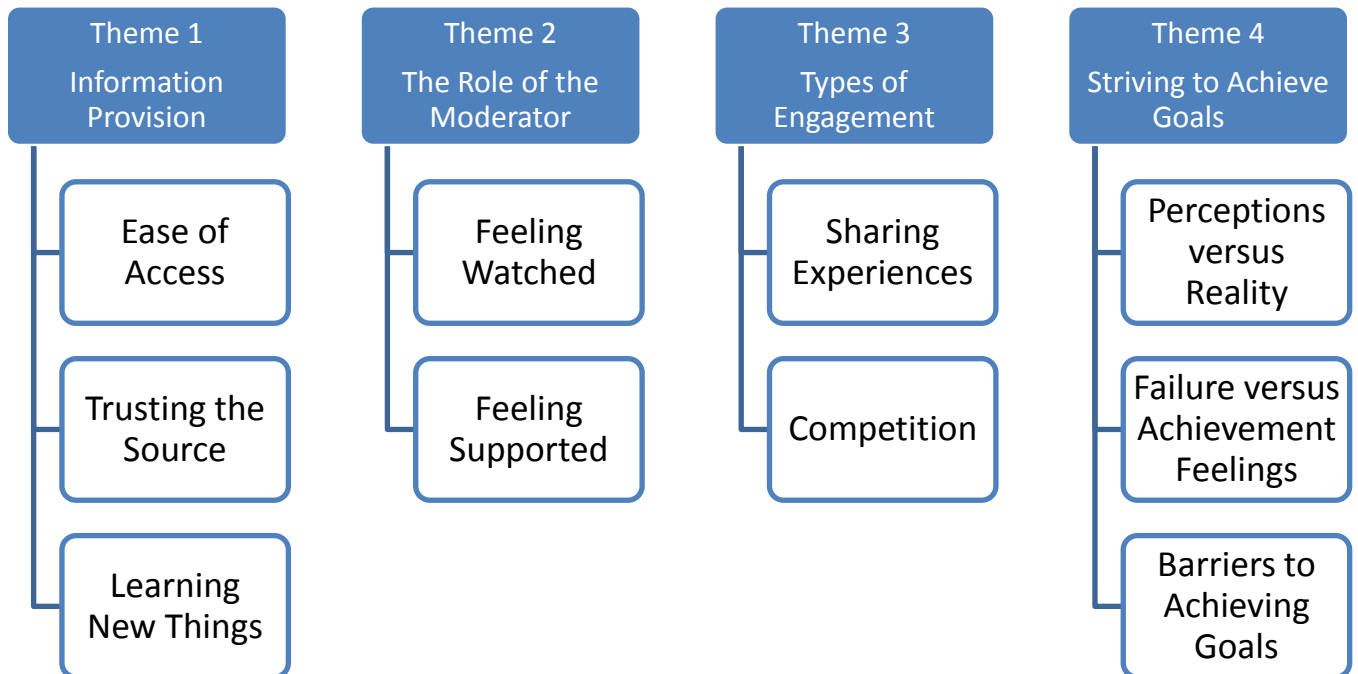 Theme 1
Information
Provision
Ease of
Access
Trusting the
Source
Learning
New Things
Theme 2
The Role of the
Moderator
Feeling
Watched
Feeling
Supported
Theme 3
Types of
Engagement
Sharing
Experiences
Competition
Theme 4
Striving to Achieve
Goals
Perceptions
versus
Reality
Failure versus
Achievement
Feelings
Barriers to
Achieving
Goals